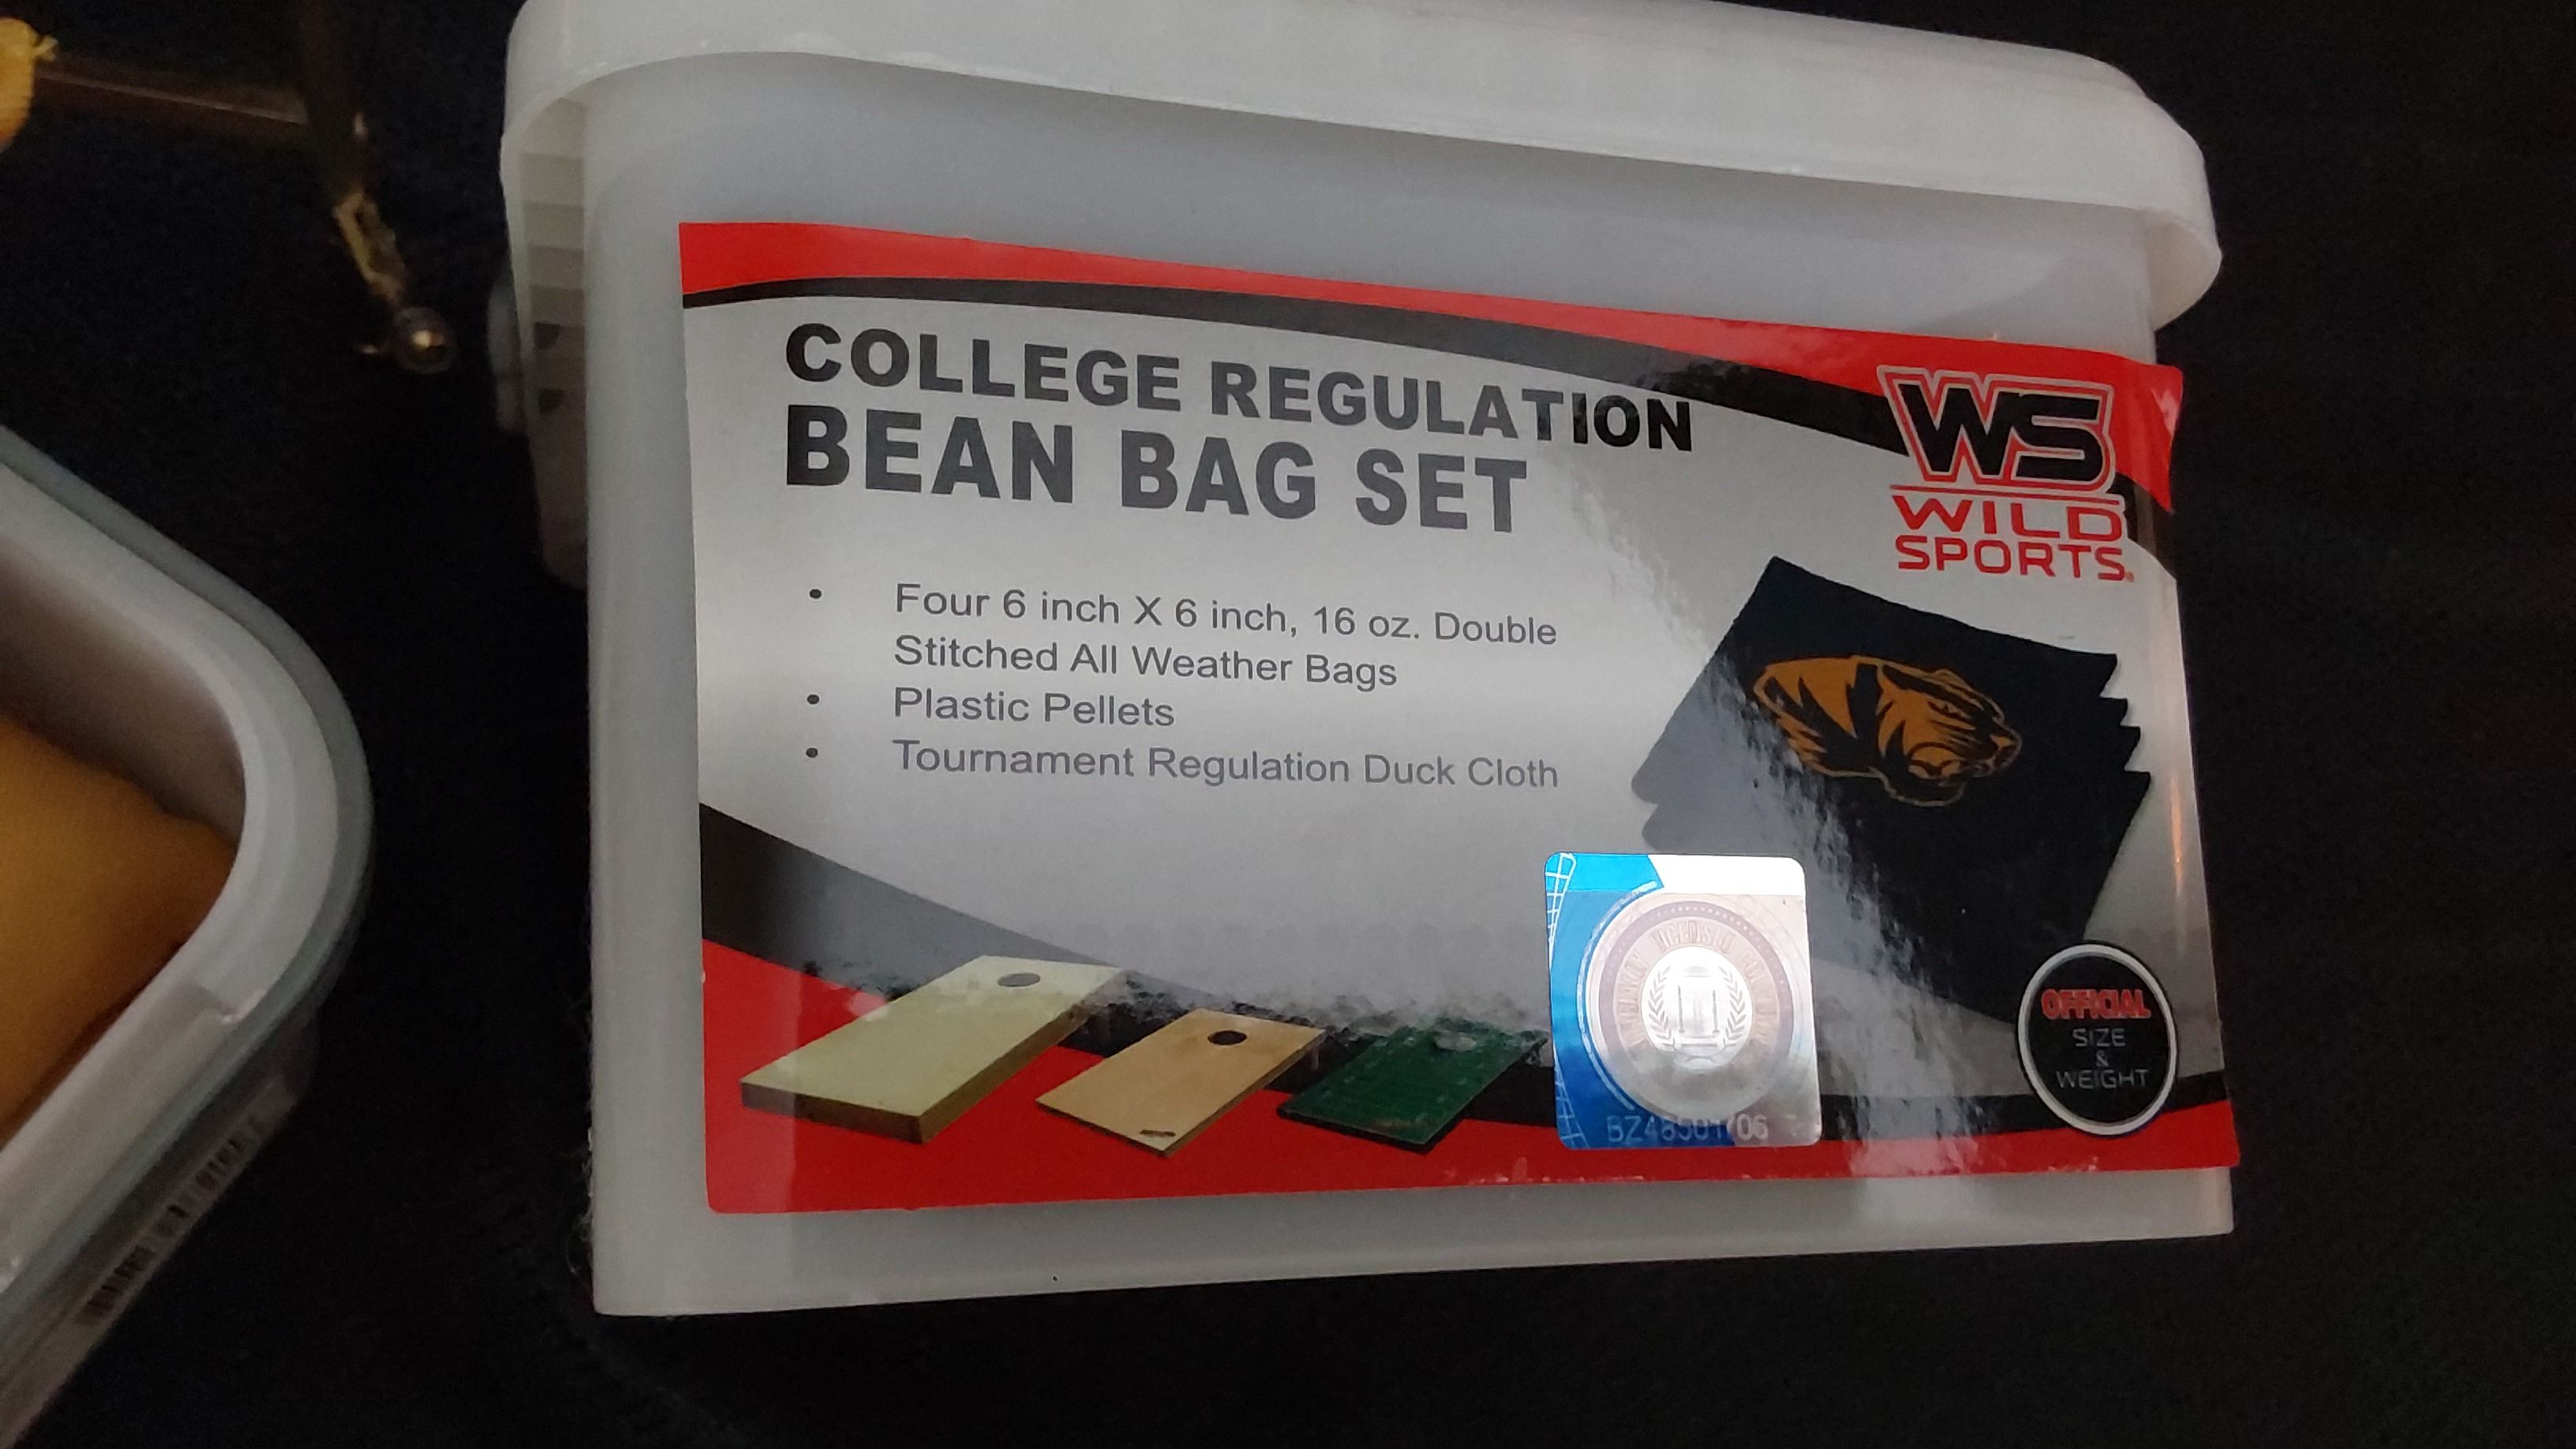 COLLEGE REGULATION
BEAN BAG SET
WS
WILD
SPORTS
• Four 6 inch X 6 inch, 16 oz. Double
Stitched All Weather Bags
• Plastic Pellets
• Tournament Regulation Duck Cloth
OFFICIAL
SIZE
&
WEIGHT